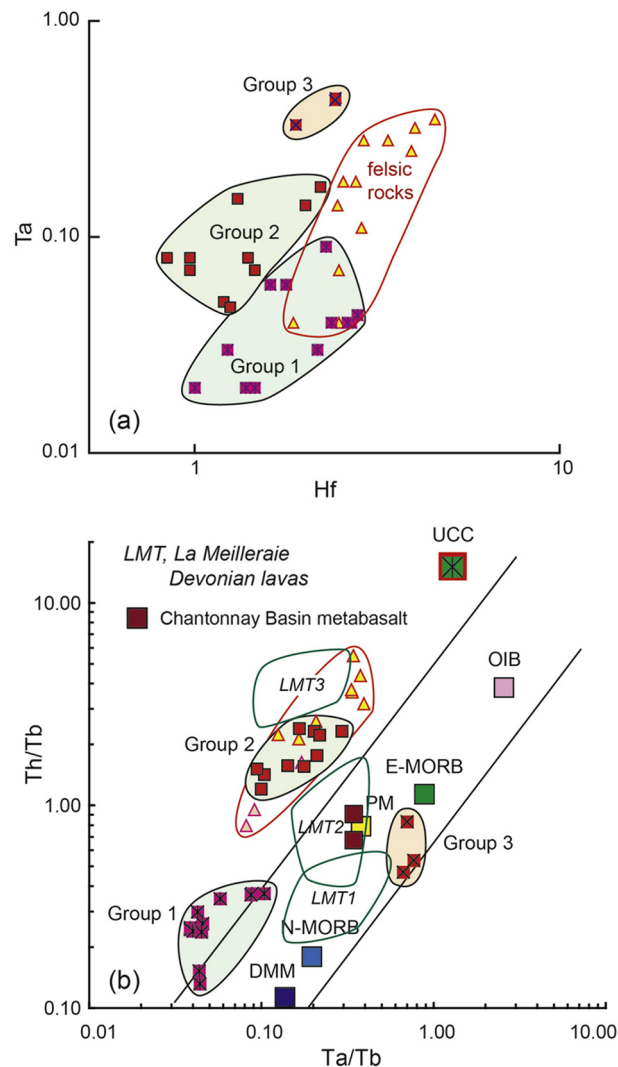 1.00
Group 3
felsic
rocks
Ta
0.10
Group 2
Group 1
(a)
0.01
1
10
Hf
UCC
LMT, La Meilleraie
Devonian lavas
10.00
Chantonnay Basin metabasalt
OIB
LMT3
Group 2
Th/Tb
E-MORB
1.00
PM
LMT2
Group 3
LMT1
Group 1
N-MORB
DMM
(b)
0.10
0.01
0.10
1.00
10.00
Ta/Tb